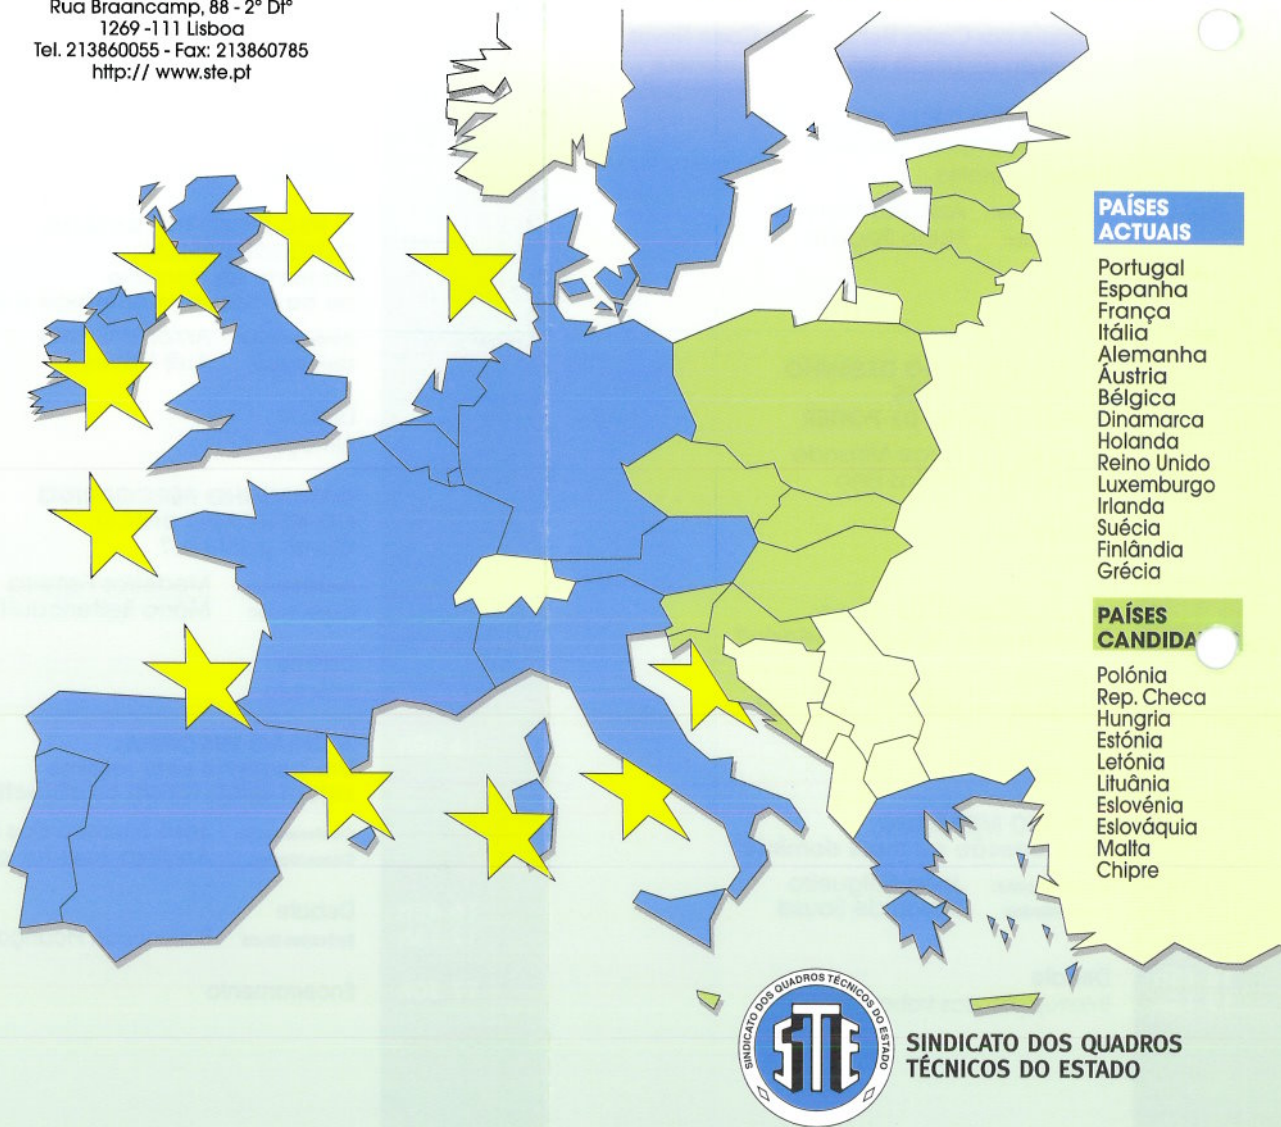 Rua Braancamp, 88 - 2º Dtº
1269 -111 Lisboa
Tel. 213860055 - Fax: 213860785
http:// www.ste.pt
PAÍSES
ACTUAIS
Portugal
Espanha
França
Itália
Alemanha
Áustria
Bélgica
Dinamarca
Holanda
Reino Unido
Luxemburgo
Irlanda
Suécia
Finlândia
Grécia
PAÍSES
CANDIDA
Polónia
Rep. Checa
Hungria
Estónia
Letónia
Lituânia
Eslovénia
Eslováquia
Malta
Chipre
SINDICATO DOS QUADROS TÉCNICOS DO ESTADO
STE
SINDICATO DOS QUADROS
TÉCNICOS DO ESTADO